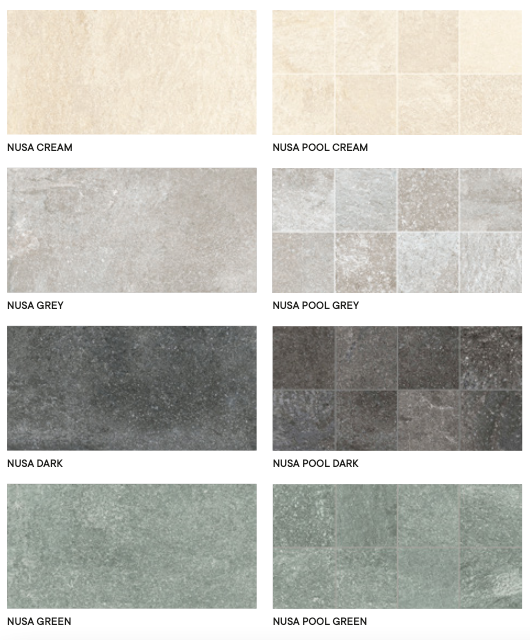 NUSA CREAM
NUSA POOL CREAM
NUSA GREY
NUSA POOL GREY
NUSA DARK
NUSA POOL DARK
NUSA GREEN
NUSA POOL GREEN